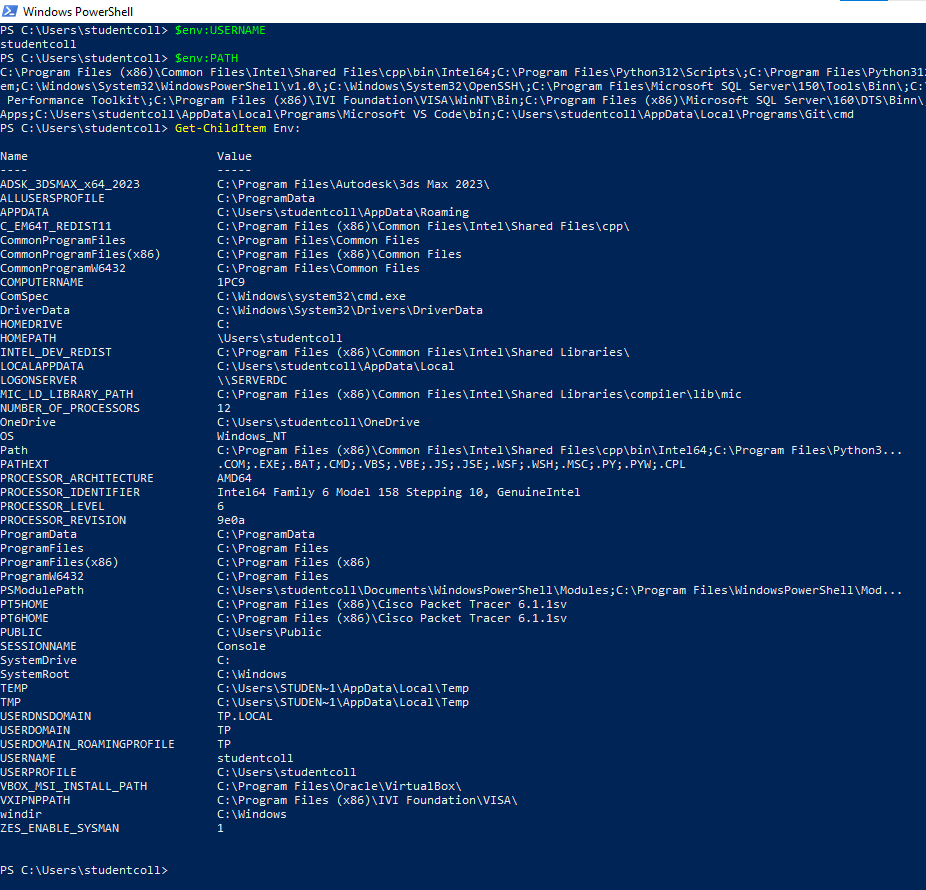 Windows PowerShell
PS C:\Users\studentcoll> $env:USERNAME
studentcoll
PS C:\Users\studentcoll> $env:PATH
C:\Program Files (x86)\Common Files\Intel\Shared Files\cpp\bin\Intel64;C:\Program Files\Python312\Scripts\;C:\Program Files\Python312
em;C:\Windows\System32\WindowsPowerShell\v1.0\;C:\Windows\System32\OpenSSH\;C:\Program Files\Microsoft SQL Server\150\Tools\Binn\;C:\
Performance Toolkit\;C:\Program Files (x86)\IVI Foundation\VISA\WinNT\Bin;C:\Program Files (x86)\Microsoft SQL Server\160\DTS\Binn\;
Apps;C:\Users\studentcoll\AppData\Local\Programs\Microsoft VS Code\bin;C:\Users\studentcoll\AppData\Local\Programs\Git\cmd
PS C:\Users\studentcoll> Get-ChildItem Env:
Name Value
---- -----
ADSK_3DSMAX_x64_2023 C:\Program Files\Autodesk\3ds Max 2023\
ALLUSERSPROFILE C:\ProgramData
APPDATA C:\Users\studentcoll\AppData\Roaming
C_EM64T_REDIST11 C:\Program Files (x86)\Common Files\Intel\Shared Files\cpp\
CommonProgramFiles C:\Program Files\Common Files
CommonProgramFiles(x86) C:\Program Files (x86)\Common Files
CommonProgramW6432 C:\Program Files\Common Files
COMPUTERNAME 1PC9
ComSpec C:\Windows\system32\cmd.exe
DriverData C:\Windows\System32\Drivers\DriverData
HOMEDRIVE C:
HOMEPATH \Users\studentcoll
INTEL_DEV_REDIST C:\Program Files (x86)\Common Files\Intel\Shared Libraries\
LOCALAPPDATA C:\Users\studentcoll\AppData\Local
LOGONSERVER \\SERVERDC
MIC_LD_LIBRARY_PATH C:\Program Files (x86)\Common Files\Intel\Shared Libraries\compiler\lib\mic
NUMBER_OF_PROCESSORS 12
OneDrive C:\Users\studentcoll\OneDrive
OS Windows_NT
Path C:\Program Files (x86)\Common Files\Intel\Shared Files\cpp\bin\Intel64;C:\Program Files\Python3...
PATHEXT .COM;.EXE;.BAT;.CMD;.VBS;.VBE;.JS;.JSE;.WSF;.WSH;.MSC;.PY;.PYW;.CPL
PROCESSOR_ARCHITECTURE AMD64
PROCESSOR_IDENTIFIER Intel64 Family 6 Model 158 Stepping 10, GenuineIntel
PROCESSOR_LEVEL 6
PROCESSOR_REVISION 9e0a
ProgramData C:\ProgramData
ProgramFiles C:\Program Files
ProgramFiles(x86) C:\Program Files (x86)
ProgramW6432 C:\Program Files
PSModulePath C:\Users\studentcoll\Documents\WindowsPowerShell\Modules;C:\Program Files\WindowsPowerShell\Mod...
PT5HOME C:\Program Files (x86)\Cisco Packet Tracer 6.1.1sv
PT6HOME C:\Program Files (x86)\Cisco Packet Tracer 6.1.1sv
PUBLIC C:\Users\Public
SESSIONNAME Console
SystemDrive C:
SystemRoot C:\Windows
TEMP C:\Users\STUDEN~1\AppData\Local\Temp
TMP C:\Users\STUDEN~1\AppData\Local\Temp
USERDNSDOMAIN TP.LOCAL
USERDOMAIN TP
USERDOMAIN_ROAMINGPROFILE TP
USERNAME studentcoll
USERPROFILE C:\Users\studentcoll
VBOX_MSI_INSTALL_PATH C:\Program Files\Oracle\VirtualBox\
VXIPNPPATH C:\Program Files (x86)\IVI Foundation\VISA\
windir C:\Windows
ZES_ENABLE_SYSMAN 1
PS C:\Users\studentcoll>